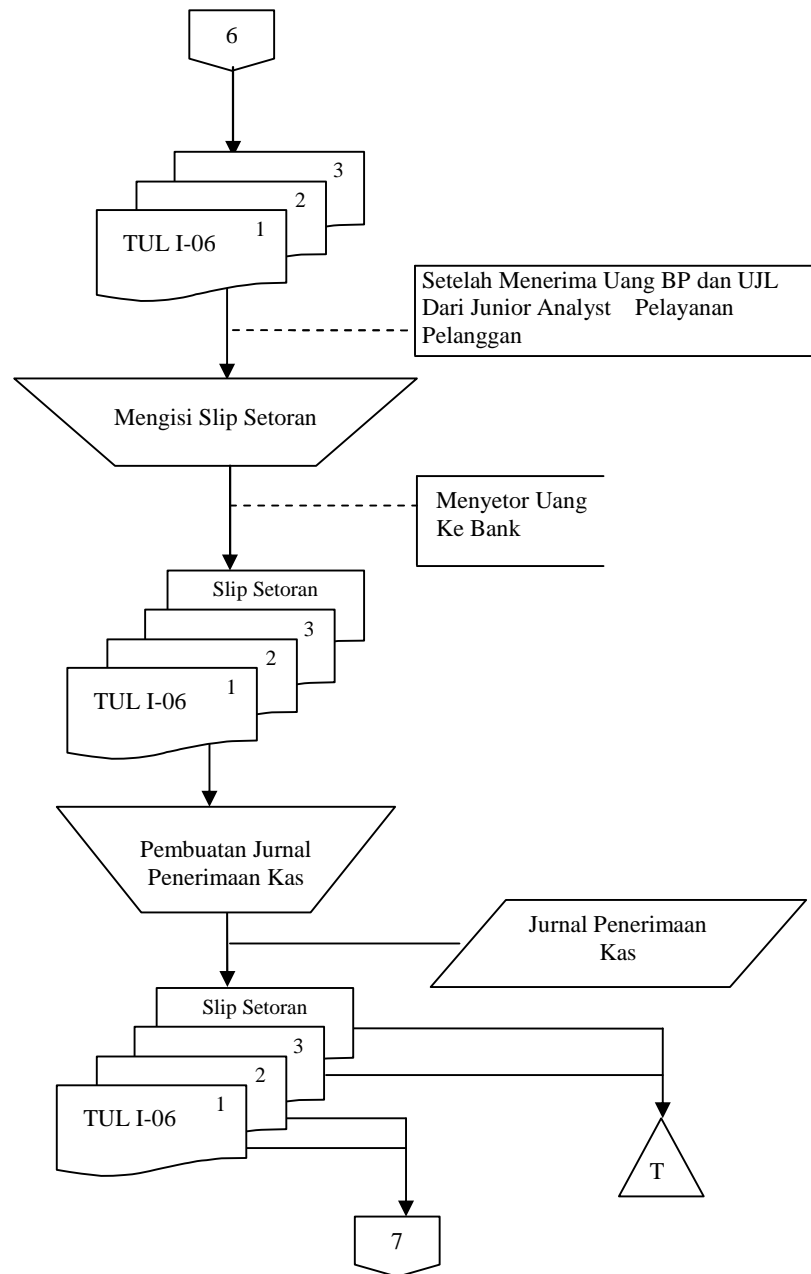 6
3
2
TUL I-06 1
Setelah Menerima Uang BP dan UJL
Dari Junior Analyst Pelayanan
Pelanggan
Mengisi Slip Setoran
Menyetor Uang
Ke Bank
Slip Setoran
3
2
TUL I-06 1
Pembuatan Jurnal
Penerimaan Kas
Jurnal Penerimaan
Kas
Slip Setoran
3
2
TUL I-06 1
T
7